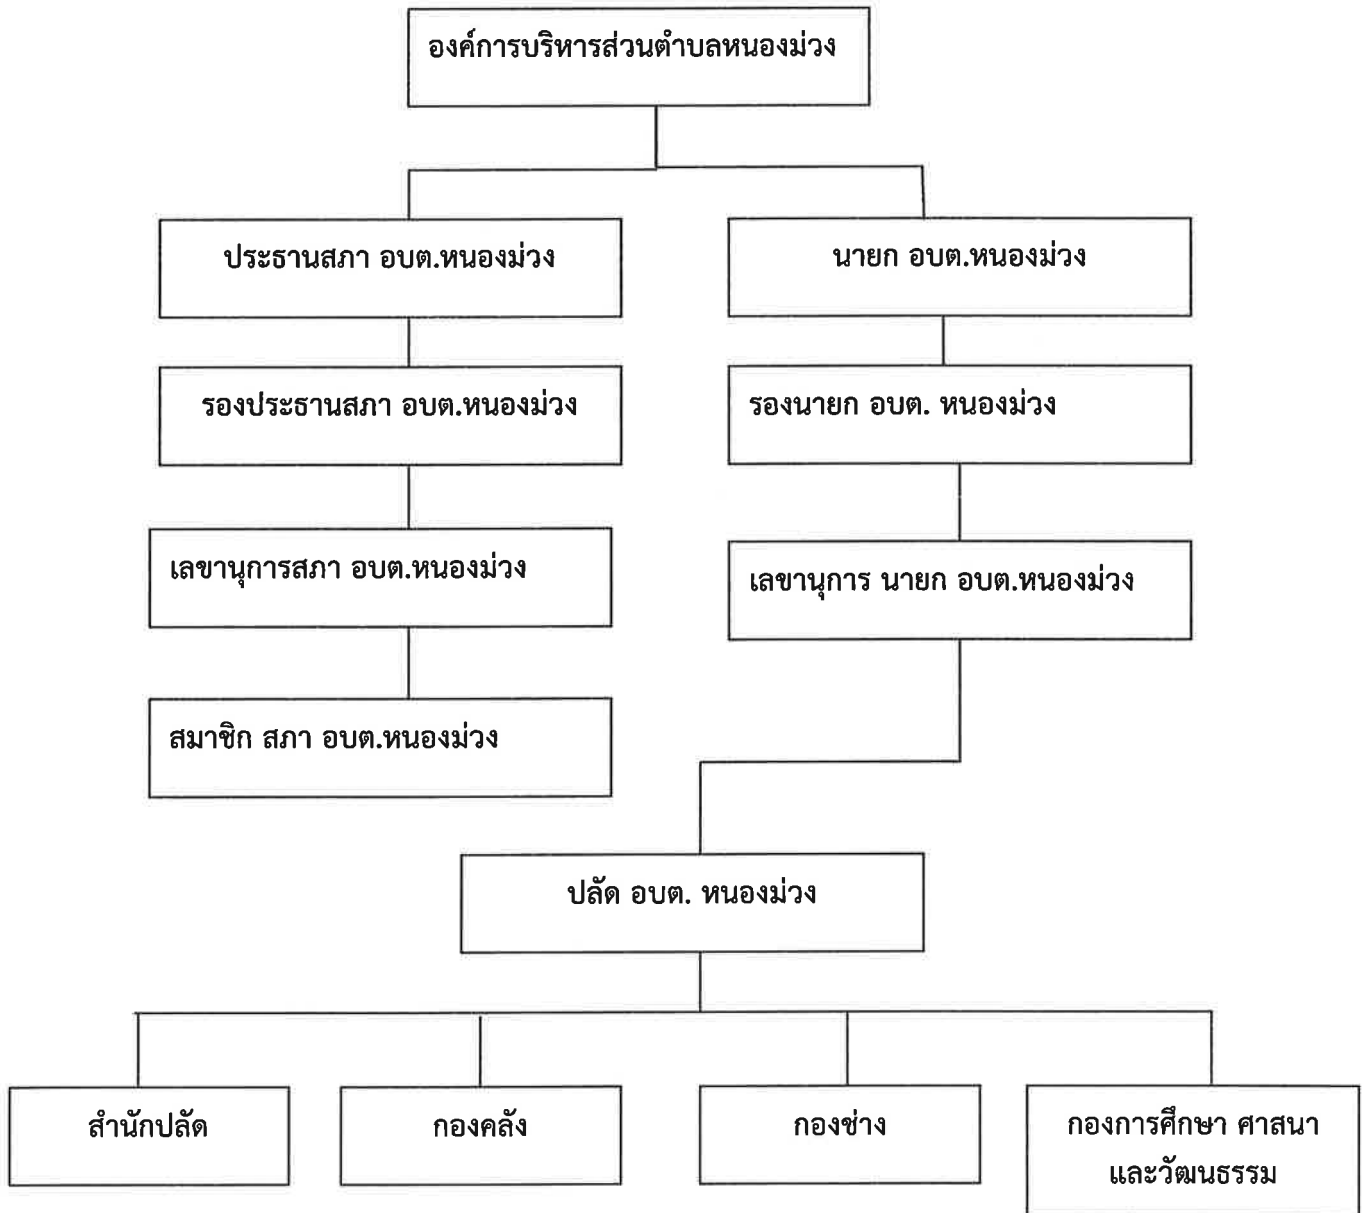 องค์การบริหารส่วนตำบลหนองม่วง
ประธานสภา อบต.หนองม่วง
นายก อบต.หนองม่วง
รองประธานสภา อบต.หนองม่วง
รองนายก อบต. หนองม่วง
เลขานุการสภา อบต.หนองม่วง
เลขานุการ นายก อบต.หนองม่วง
สมาชิก สภา อบต.หนองม่วง
ปลัด อบต. หนองม่วง
สำนักปลัด
กองคลัง
กองช่าง
กองการศึกษา ศาสนา
และวัฒนธรรม